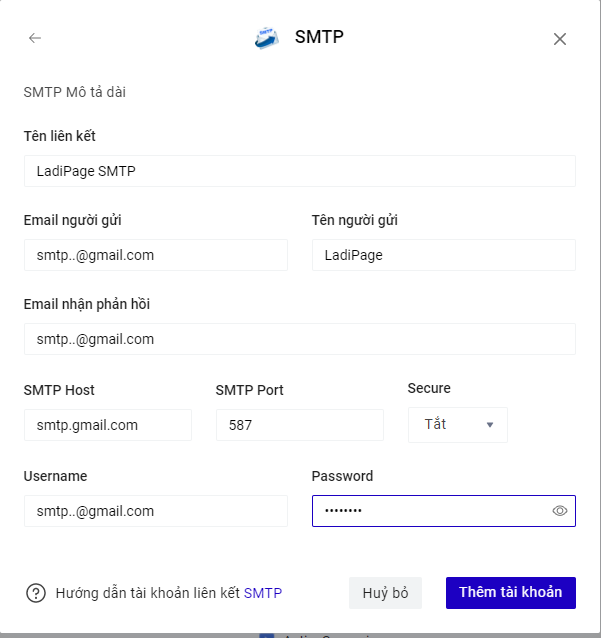 SMTP
SMTP Mô tả dài
Tên liên kết
LadiPage SMTP
Email người gửi
Tên người gửi
smtp..@gmail.com
LadiPage
Email nhận phản hồi
smtp..@gmail.com
SMTP Host
SMTP Port
Secure
smtp.gmail.com
587
Tắt
Username
Password
smtp..@gmail.com
••••••••
Hướng dẫn tài khoản liên kết SMTP
Huỷ bỏ
Thêm tài khoản